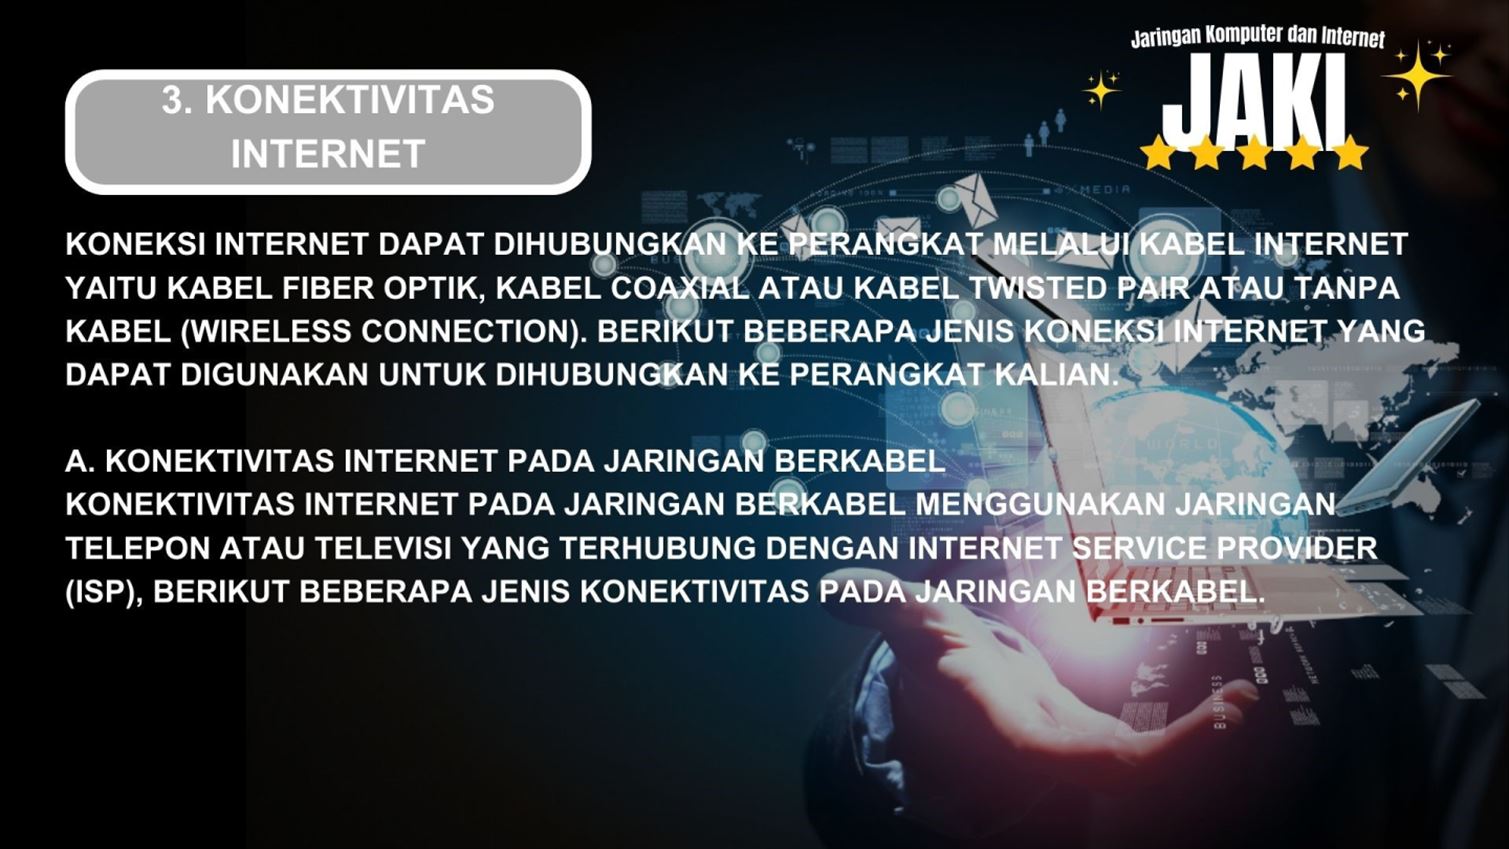 Jaringan Komputer dan Internet
JAKI
3. KONEKTIVITAS
INTERNET
KONEKSI INTERNET DAPAT DIHUBUNGKAN KE PERANGKAT MELALUI KABEL INTERNET
YAITU KABEL FIBER OPTIK, KABEL COAXIAL ATAU KABEL TWISTED PAIR ATAU TANPA
KABEL (WIRELESS CONNECTION). BERIKUT BEBERAPA JENIS KONEKSI INTERNET YANG
DAPAT DIGUNAKAN UNTUK DIHUBUNGKAN KE PERANGKAT KALIAN.
A. KONEKTIVITAS INTERNET PADA JARINGAN BERKABEL
KONEKTIVITAS INTERNET PADA JARINGAN BERKABEL MENGGUNAKAN JARINGAN
TELEPON ATAU TELEVISI YANG TERHUBUNG DENGAN INTERNET SERVICE PROVIDER
(ISP), BERIKUT BEBERAPA JENIS KONEKTIVITAS PADA JARINGAN BERKABEL.
MEDIA
WORLD
BUSINESS